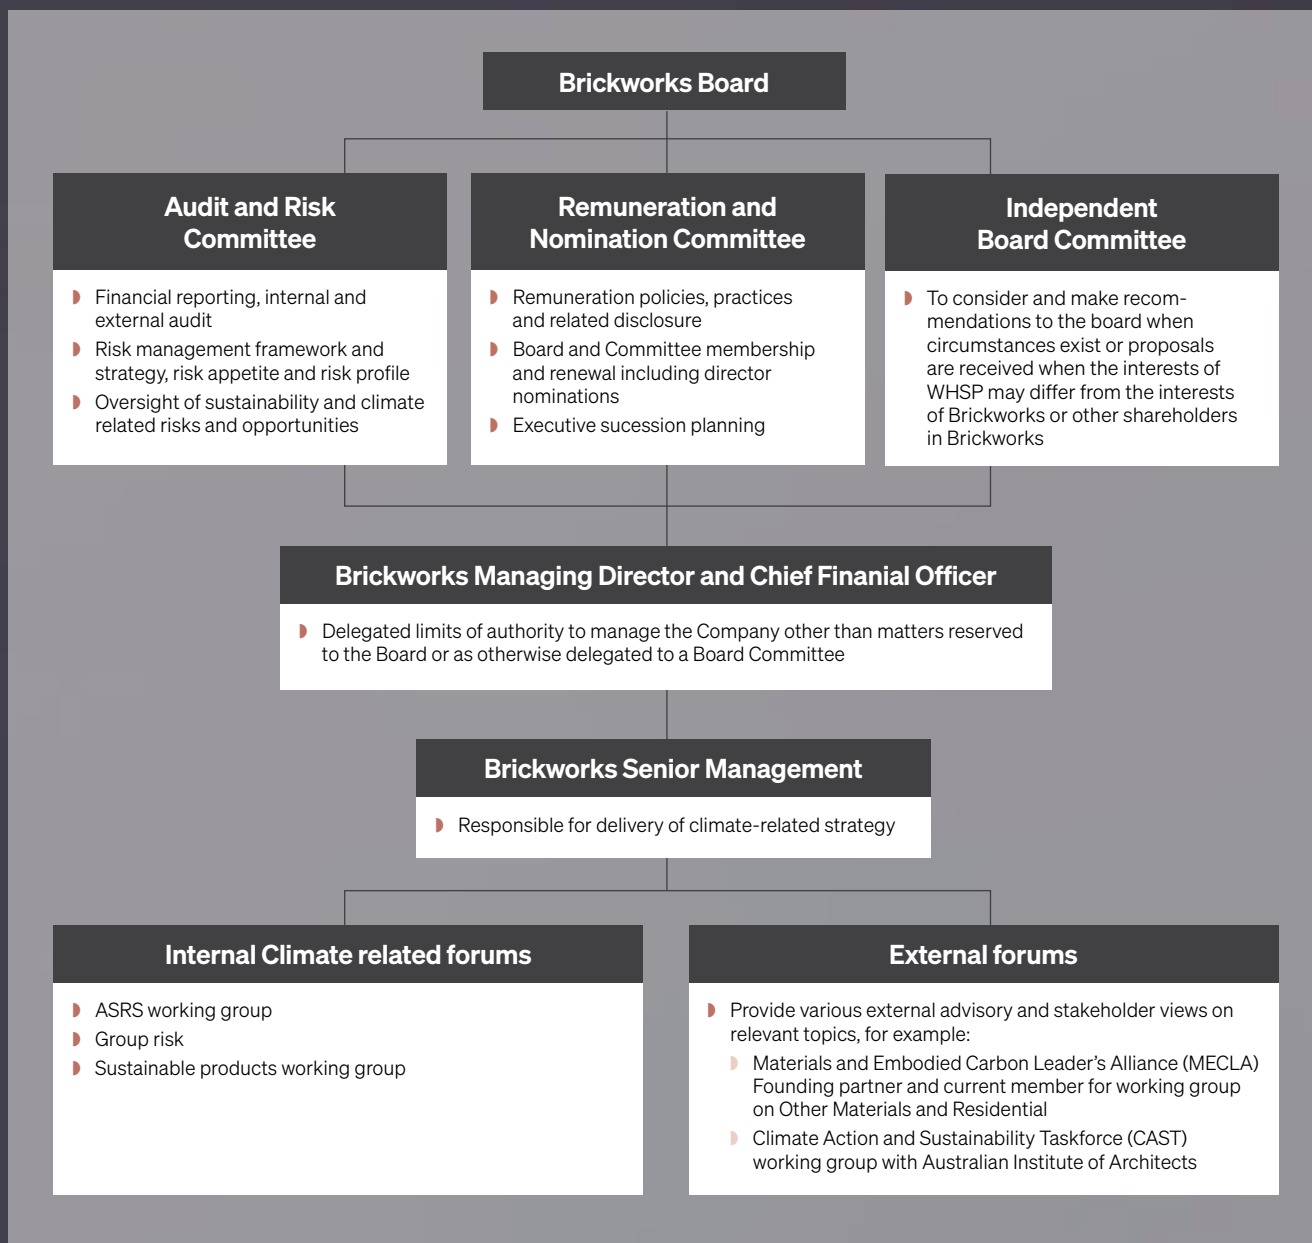 Brickworks Board
Audit and Risk
Committee
Financial reporting, internal and
external audit
Risk management framework and
strategy, risk appetite and risk profile
Oversight of sustainability and climate
related risks and opportunities
Remuneration and
Nomination Committee
Remuneration policies, practices
and related disclosure
Board and Committee membership
and renewal including director
nominations
Executive sucession planning
Independent
Board Committee
To consider and make recom-
mendations to the board when
circumstances exist or proposals
are received when the interests of
WHSP may differ from the interests
of Brickworks or other shareholders
in Brickworks
Brickworks Managing Director and Chief Finanial Officer
Delegated limits of authority to manage the Company other than matters reserved
to the Board or as otherwise delegated to a Board Committee
Brickworks Senior Management
Responsible for delivery of climate-related strategy
Internal Climate related forums
ASRS working group
Group risk
Sustainable products working group
External forums
Provide various external advisory and stakeholder views on
relevant topics, for example:
Materials and Embodied Carbon Leader’s Alliance (MECLA)
Founding partner and current member for working group
on Other Materials and Residential
Climate Action and Sustainability Taskforce (CAST)
working group with Australian Institute of Architects